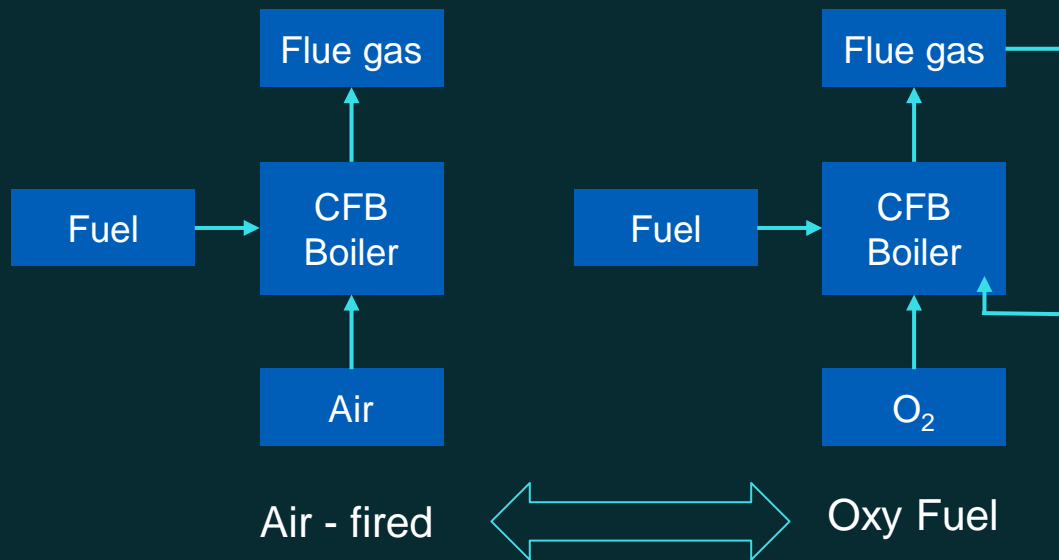 Flue gas
Fuel
CFB
Boiler
Air
Air - fired
Flue gas
Fuel
CFB
Boiler
O₂
Oxy Fuel